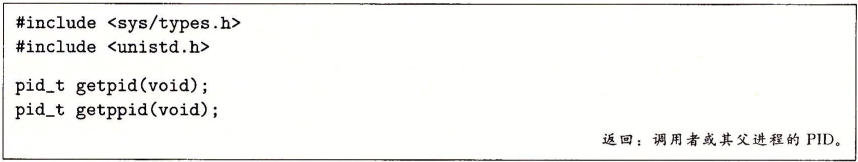 #include <sys/types.h>
#include <unistd.h>
pid_t getpid(void);
pid_t getppid(void);
返回：调用者或其父进程的 PID。